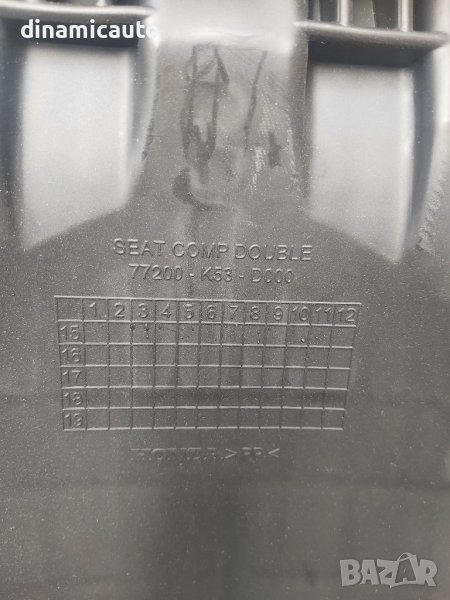 dinamicauto
SEAT COMP DOUBLE
77200 - K53 - D000
1 2 3 4 5 6 7 8 9 10 11 12
15
16
17
18
19
HONDA >PP<
BAZAR